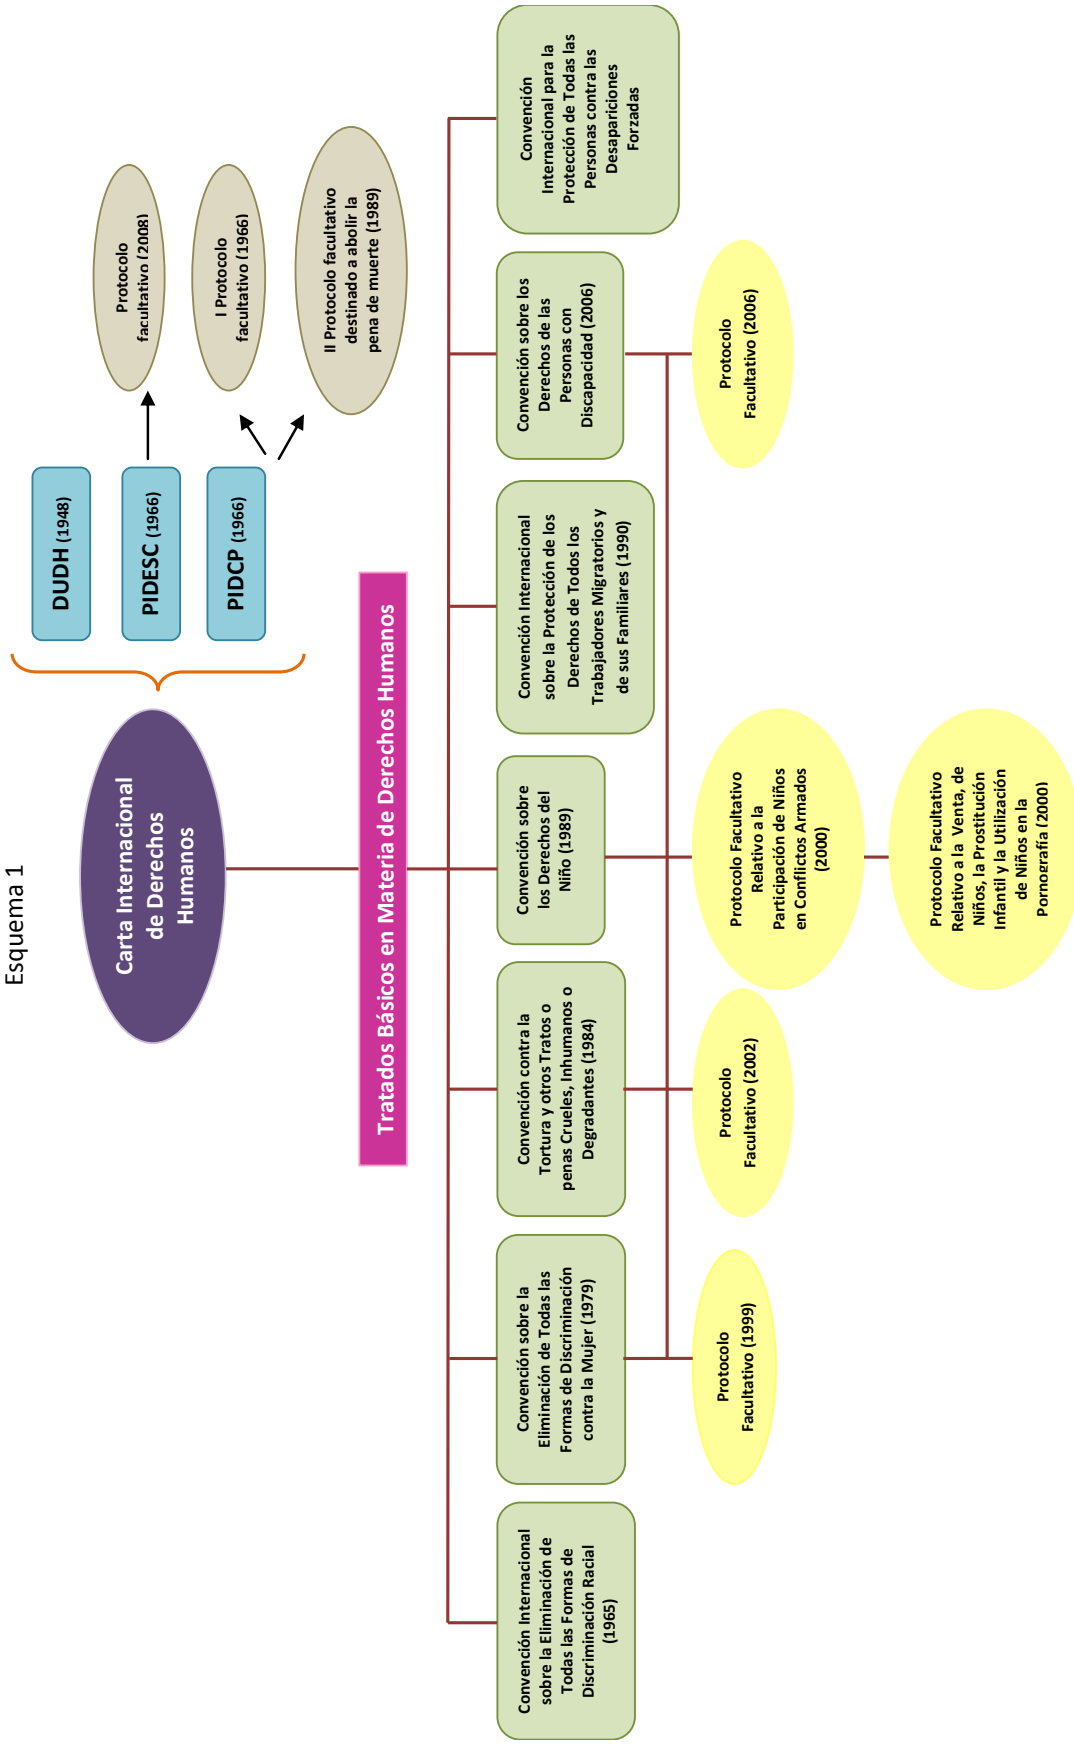 Esquema 1
Carta Internacional
de Derechos
Humanos
DUDH (1948)
PIDESC (1966)
PIDCP (1966)
Protocolo
facultativo (2008)
I Protocolo
facultativo (1966)
II Protocolo facultativo
destinado a abolir la
pena de muerte (1989)
Tratados Básicos en Materia de Derechos Humanos
Convención Internacional
sobre la Eliminación de
Todas las Formas de
Discriminación Racial
(1965)
Convención sobre la
Eliminación de Todas las
Formas de Discriminación
contra la Mujer (1979)
Convención contra la
Tortura y otros Tratos o
penas Crueles, Inhumanos o
Degradantes (1984)
Convención sobre
los Derechos del
Niño (1989)
Convención Internacional
sobre la Protección de los
Derechos de Todos los
Trabajadores Migratorios y
de sus Familiares (1990)
Convención sobre los
Derechos de las
Personas con
Discapacidad (2006)
Convención
Internacional para la
Protección de Todas las
Personas contra las
Desapariciones
Forzadas
Protocolo
Facultativo (1999)
Protocolo
Facultativo (2002)
Protocolo Facultativo
Relativo a la
Participación de Niños
en Conflictos Armados
(2000)
Protocolo
Facultativo (2006)
Protocolo Facultativo
Relativo a la Venta, de
Niños, la Prostitución
Infantil y la Utilización
de Niños en la
Pornografía (2000)